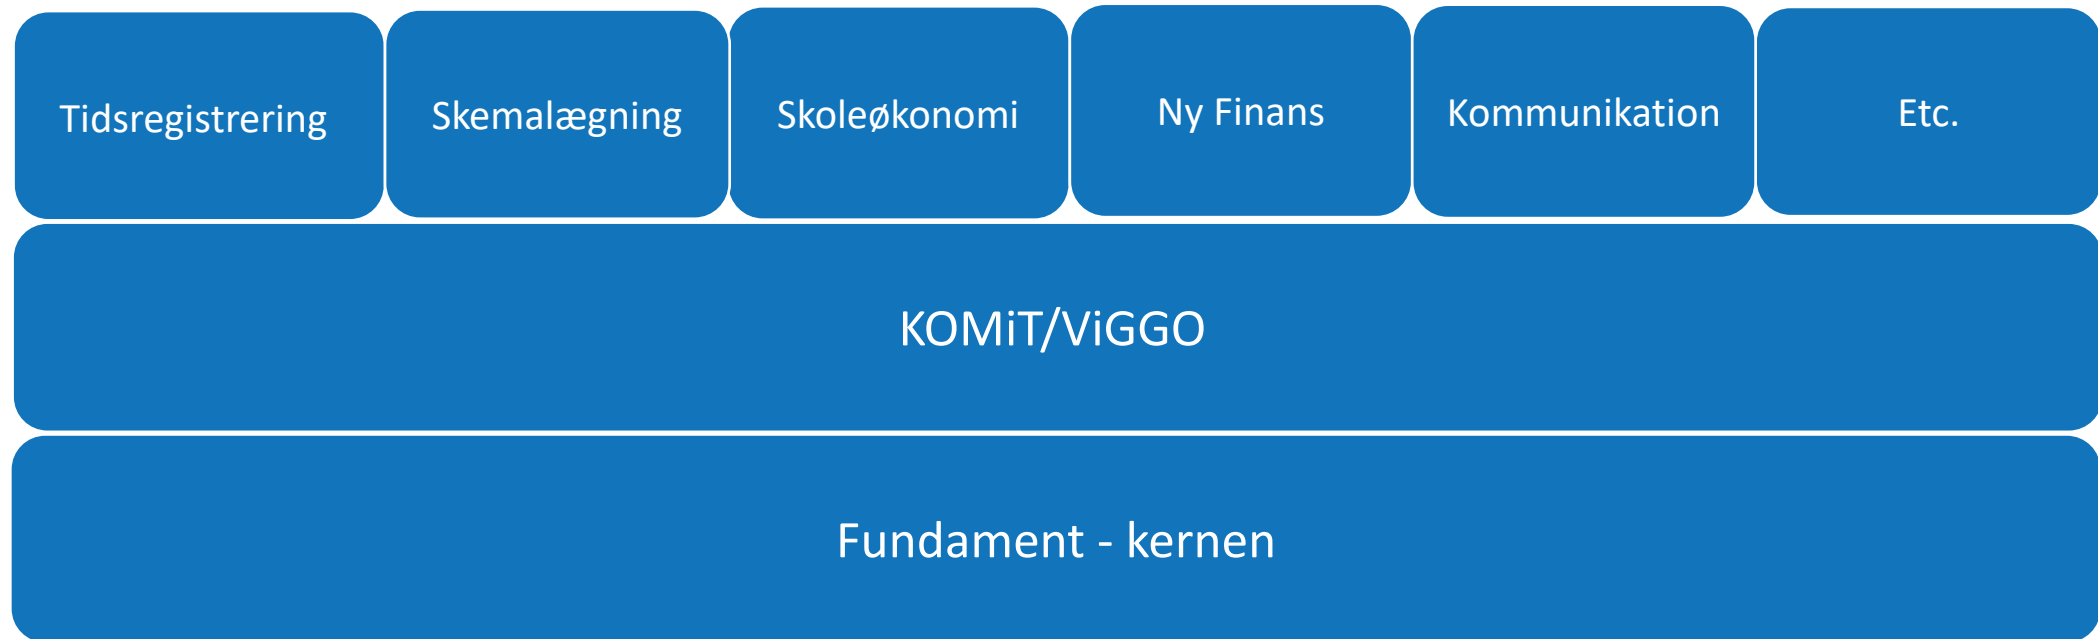 Tidsregistrering
Skemalægning
Skoleøkonomi
Ny Finans
Kommunikation
Etc.
KOMiT/ViGGO
Fundament - kernen